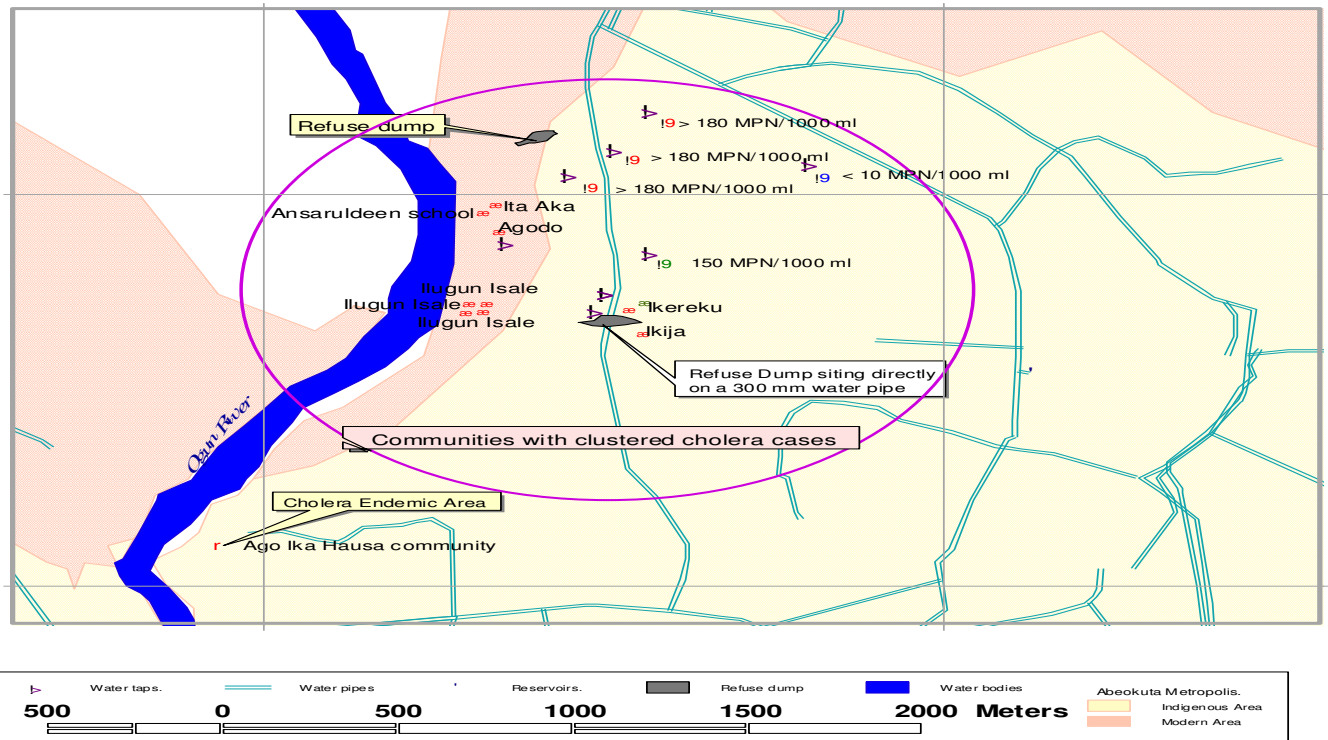 Refuse dump
!9 > 180 MPN/1000 ml
!9 > 180 MPN/1000 ml
!9 < 10 MPN/1000 ml
!9 > 180 MPN/1000 ml
æ Ita Aka
Ansaruldeen school æ
æ Agodo
!9 150 MPN/1000 ml
Ilugun Isale
Ilugun Isale æ æ
æ æ
æ æ Ikereku
Ilugun Isale
æ Ikija
Refuse Dump siting directly
on a 300 mm water pipe
'
Ogun River
Communities with clustered cholera cases
Cholera Endemic Area
r Ago Ika Hausa community
Water taps.
Water pipes
' Reservoirs.
Refuse dump
Water bodies
Abeokuta Metropolis.
Indigenous Area
Modern Area
500 0 500 1000 1500 2000 Meters